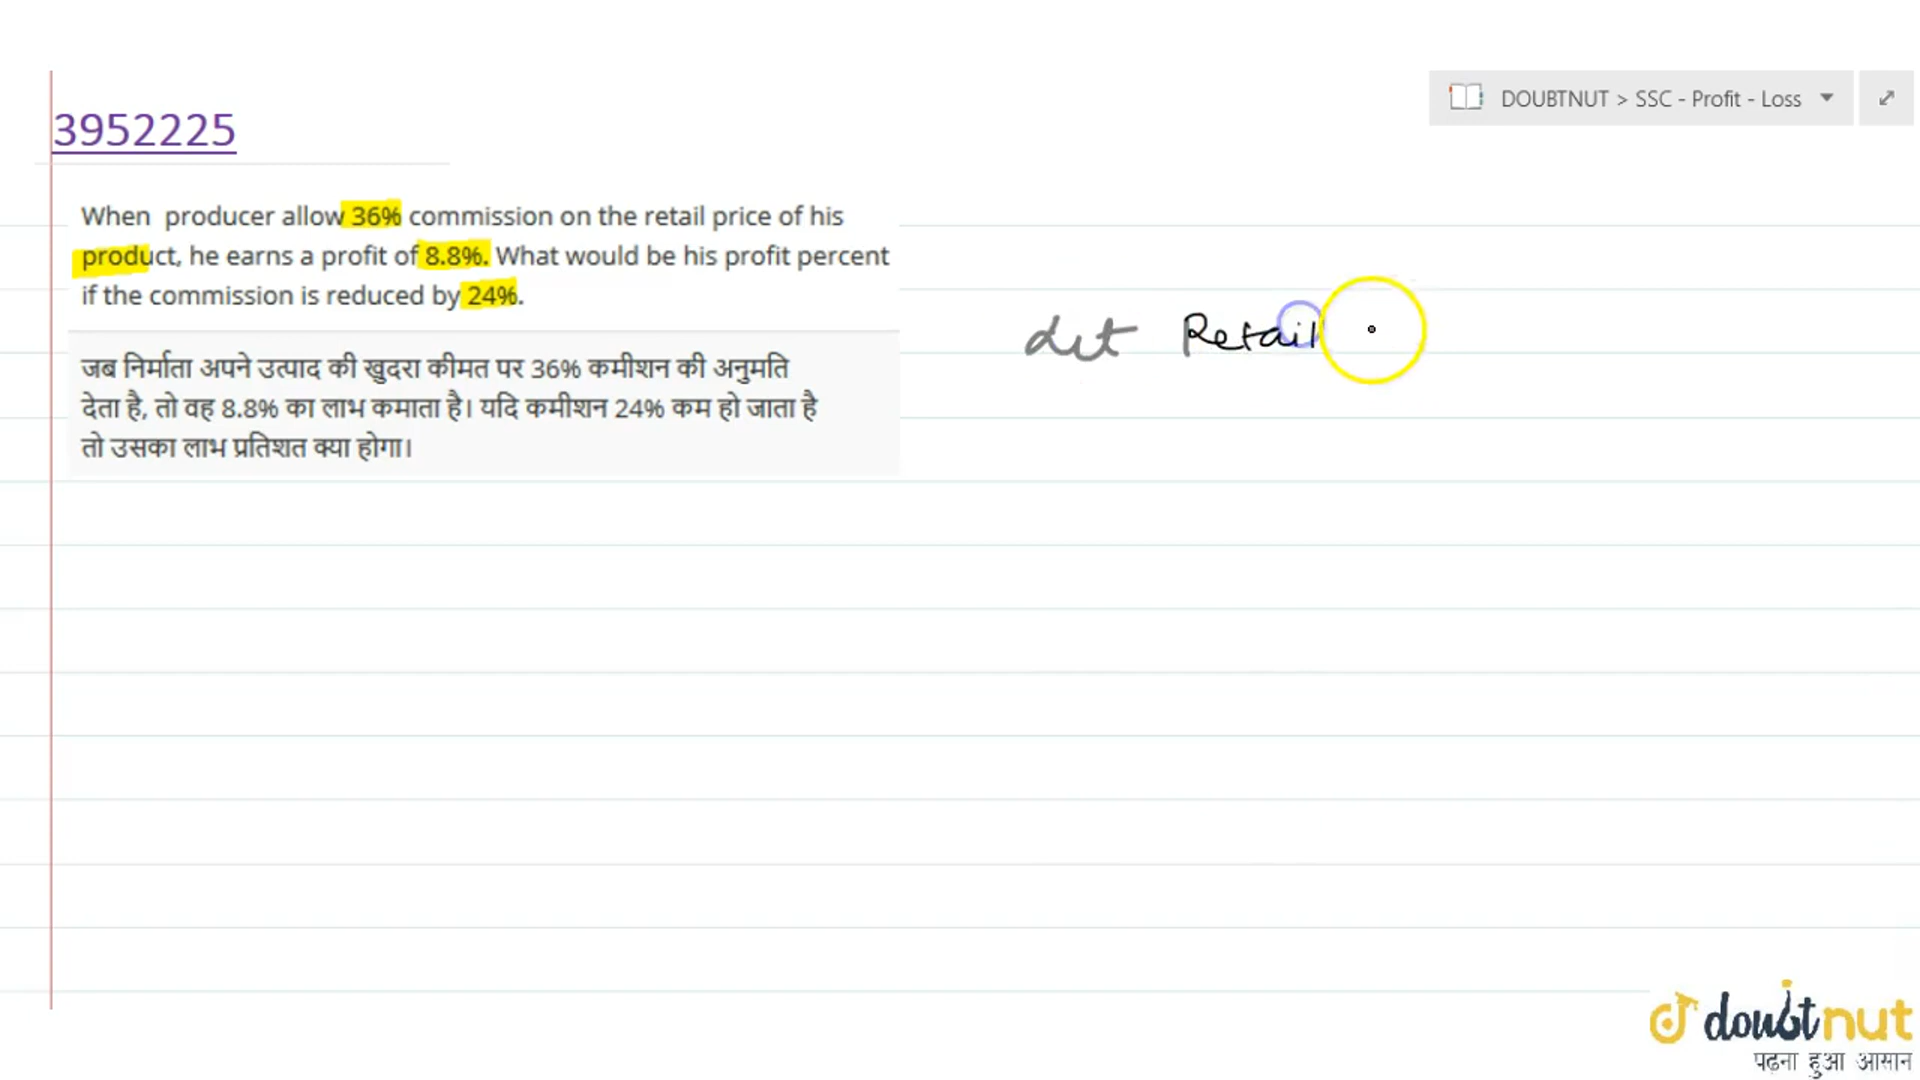 DOUBTNUT > SSC - Profit - Loss
3952225
When producer allow 36% commission on the retail price of his
product, he earns a profit of 8.8%. What would be his profit percent
if the commission is reduced by 24%.
जब निर्माता अपने उत्पाद की खुदरा कीमत पर 36% कमीशन की अनुमति
देता है, तो वह 8.8% का लाभ कमाता है। यदि कमीशन 24% कम हो जाता है
तो उसका लाभ प्रतिशत क्या होगा।
let Retail
doubtnut
पढ़ना हुआ आसान